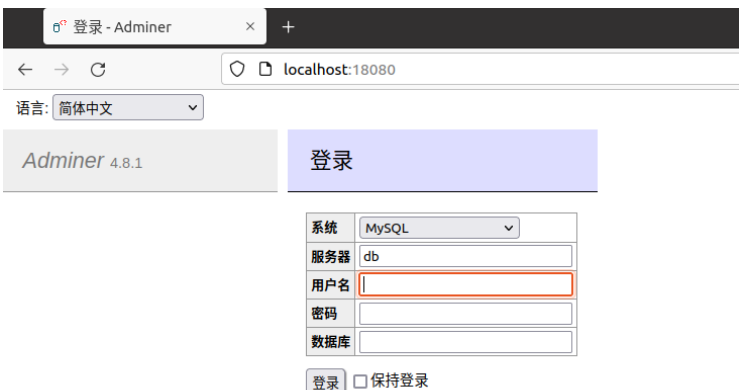 登录 - Adminer
localhost:18080
语言: 简体中文
Adminer 4.8.1
登录
系统 MySQL
服务器 db
用户名
密码
数据库
登录 保持登录